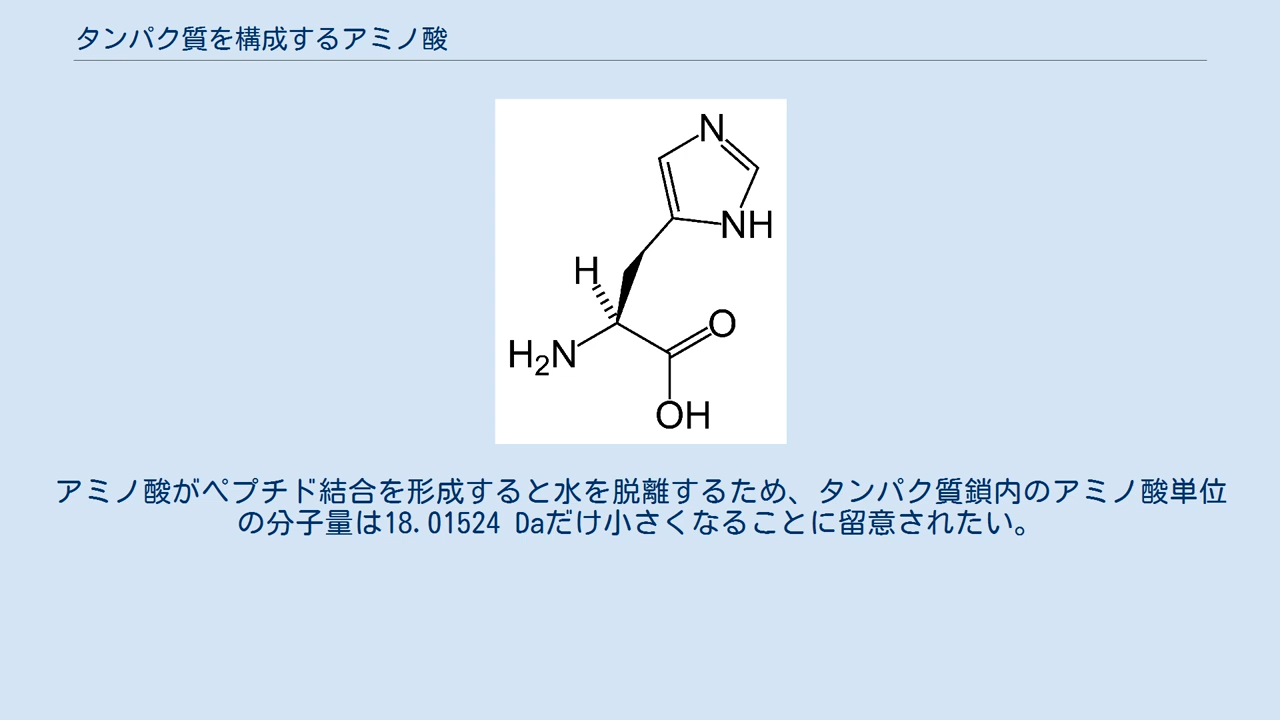 タンパク質を構成するアミノ酸
N
NH
H
O
H2N
OH
アミノ酸がペプチド結合を形成すると水を脱離するため、タンパク質鎖内のアミノ酸単位
の分子量は18.01524 Daだけ小さくなることに留意されたい。